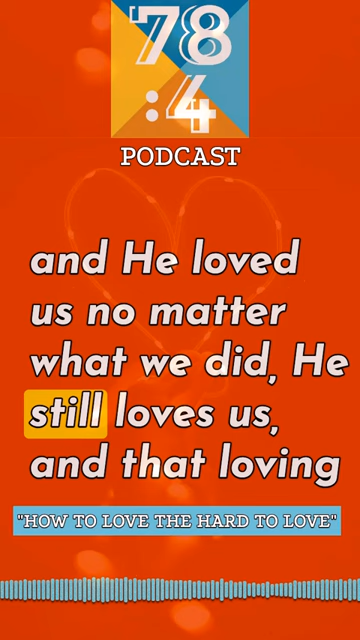 78
:4
PODCAST
and He loved
us no matter
what we did, He
still loves us,
and that loving
"HOW TO LOVE THE HARD TO LOVE"